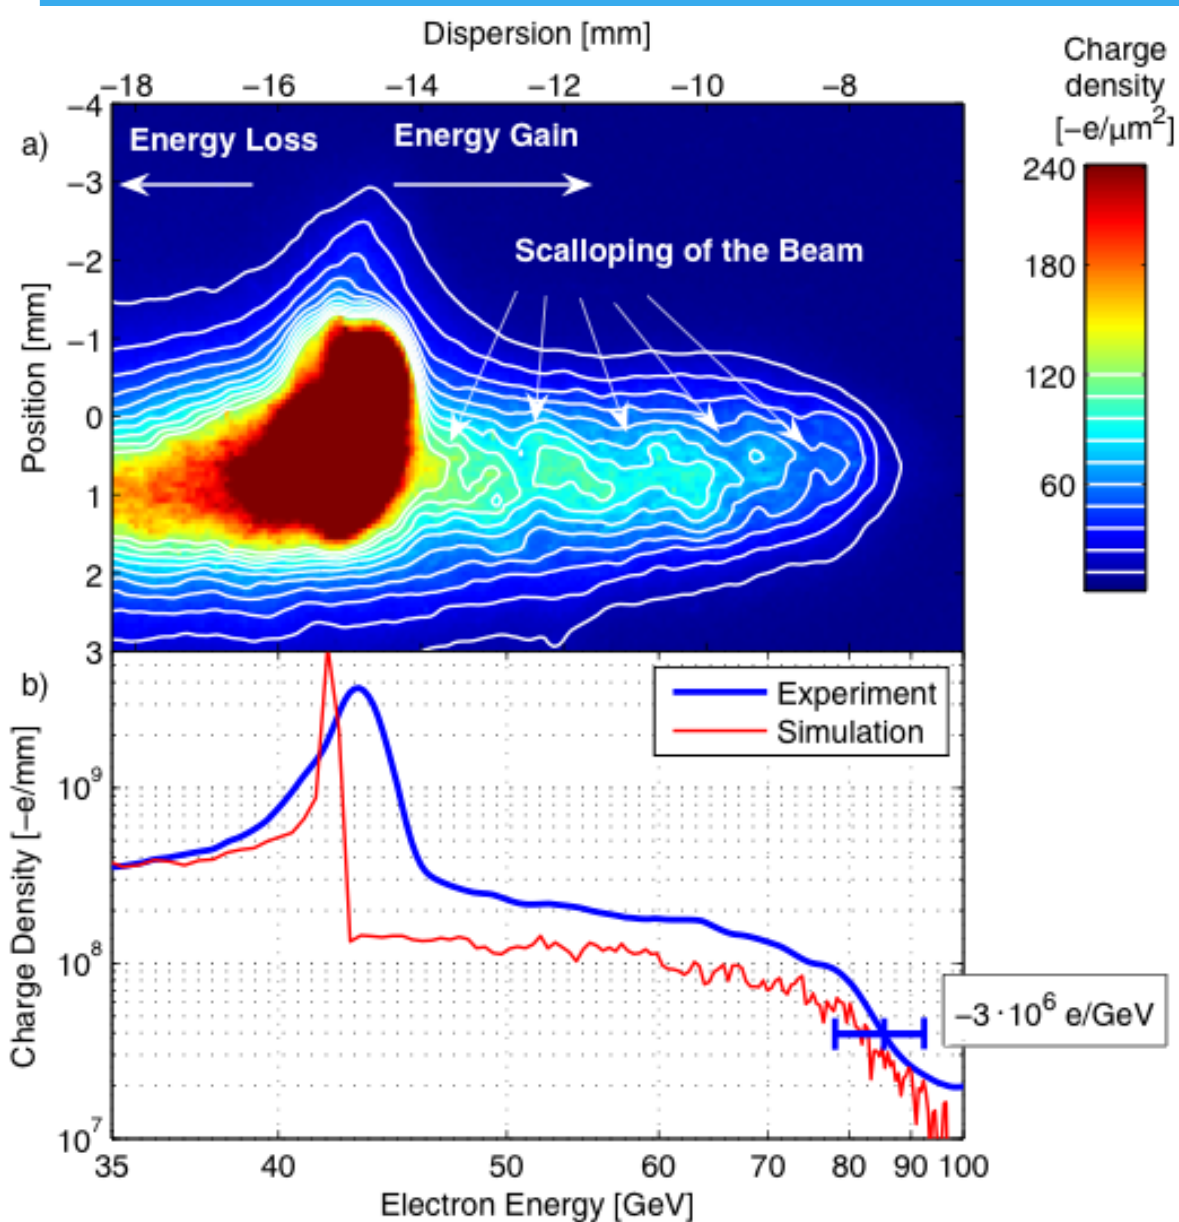 Dispersion [mm]
−18 −16 −14 −12 −10 −8
Charge
density
[−e/μm²]
a)
Energy Loss
Energy Gain
Scalloping of the Beam
Position [mm]
−4
−3
−2
−1
0
1
2
3
240
180
120
60
b)
Experiment
Simulation
Charge Density [−e/mm]
10⁹
10⁸
10⁷
−3·10⁶ e/GeV
35 40 50 60 70 80 90 100
Electron Energy [GeV]